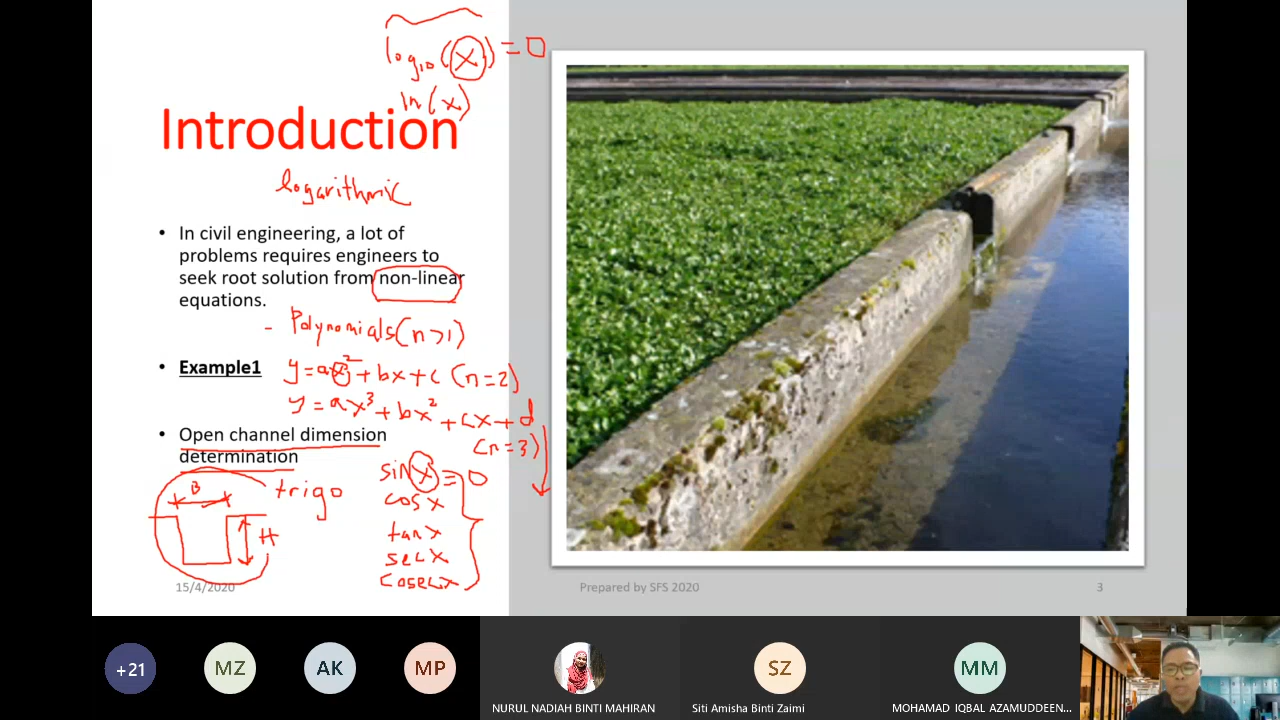 log10 (x) = 0
ln(x)
Introduction
logarithmic
• In civil engineering, a lot of
problems requires engineers to
seek root solution from non-linear
equations.
- Polynomials (n>1)
• Example1
y = ax² + bx + c (n=2)
y = ax³ + bx² + cx + d
(n=3)
• Open channel dimension
determination
sin x = 0
cos x
tan x
sec x
cosec x
trigo
B
H
15/4/2020
Prepared by SFS 2020
3
+21
MZ
AK
MP
NURUL NADIAH BINTI MAHIRAN
SZ
Siti Amisha Binti Zaimi
MM
MOHAMAD IQBAL AZAMUDDEEN...